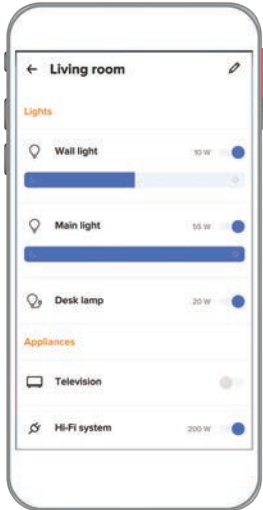 ← Living room
Lights
Wall light 10 W
Main light 55 W
Desk lamp 20 W
Appliances
Television
Hi-Fi system 200 W